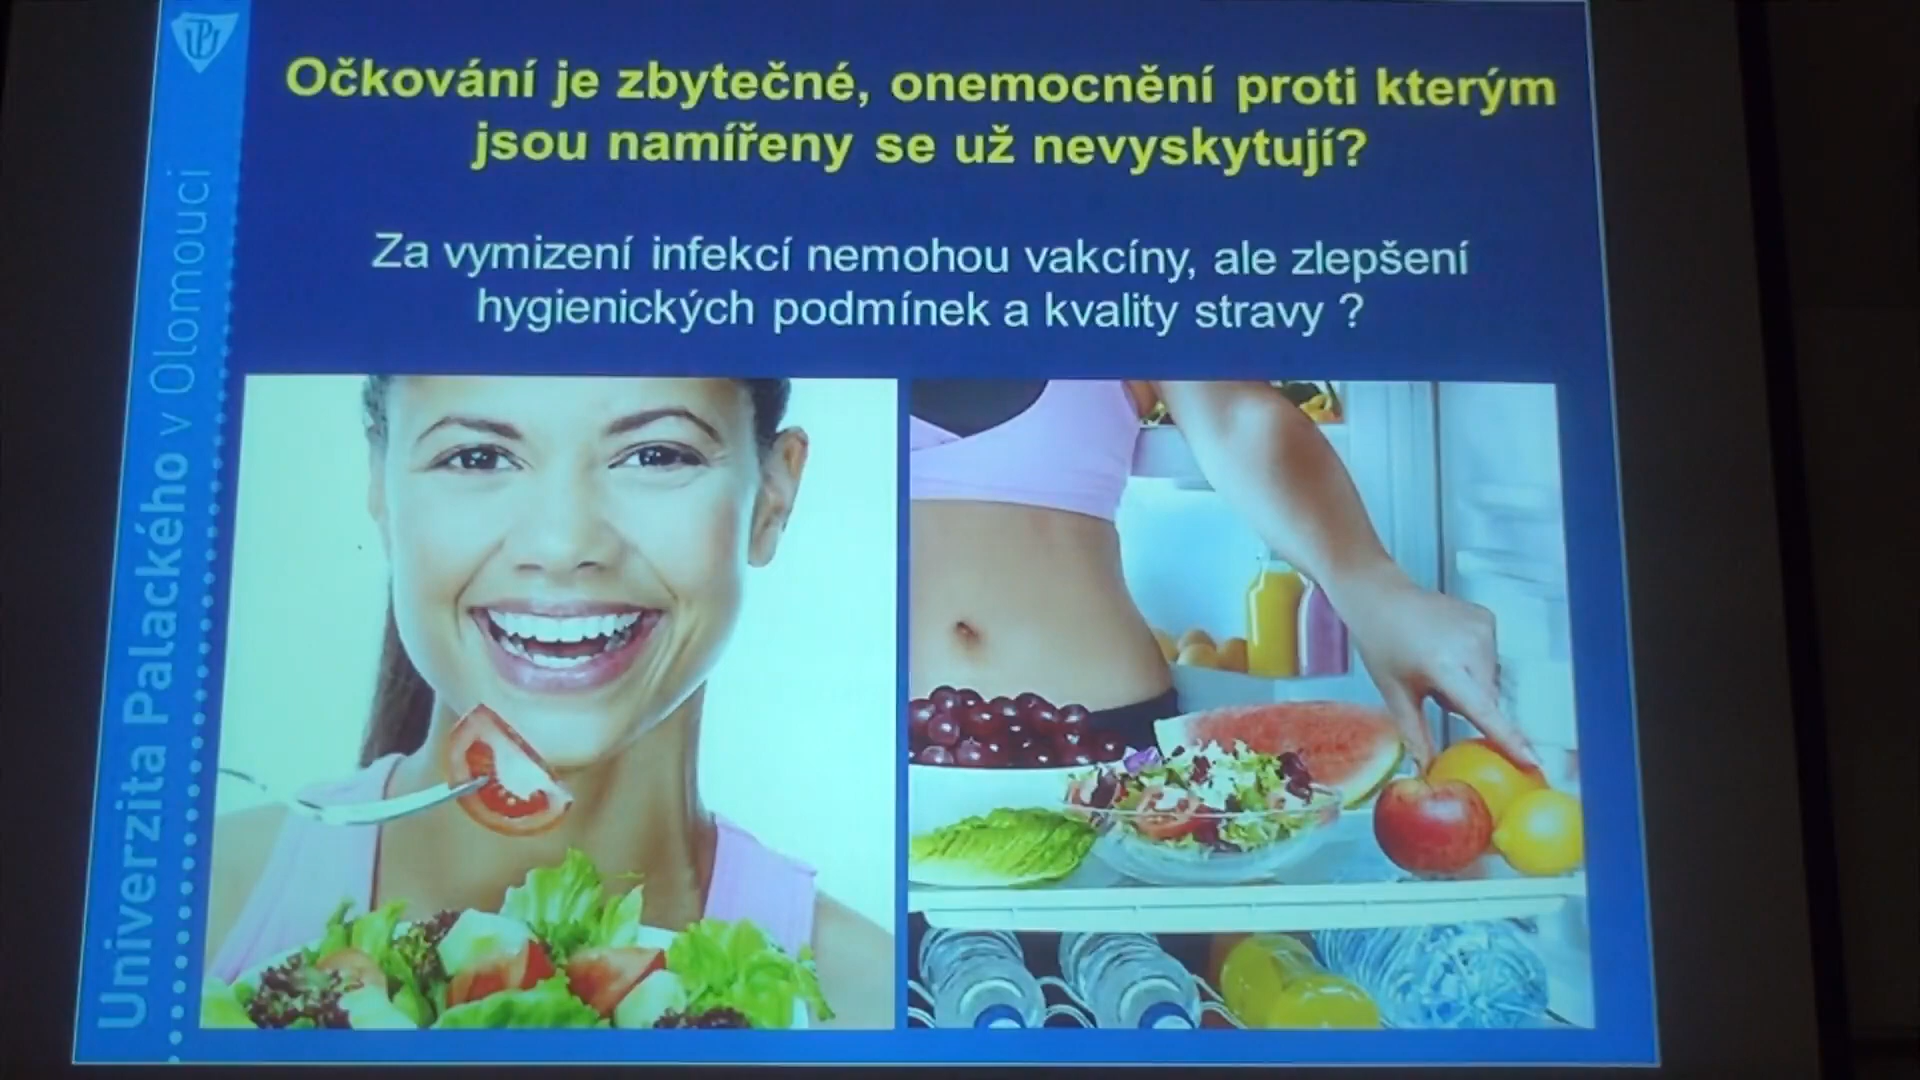 Očkování je zbytečné, onemocnění proti kterým
jsou namířeny se už nevyskytují?
Za vymizení infekcí nemohou vakcíny, ale zlepšení
hygienických podmínek a kvality stravy ?
Univerzita Palackého v Olomouci
UP